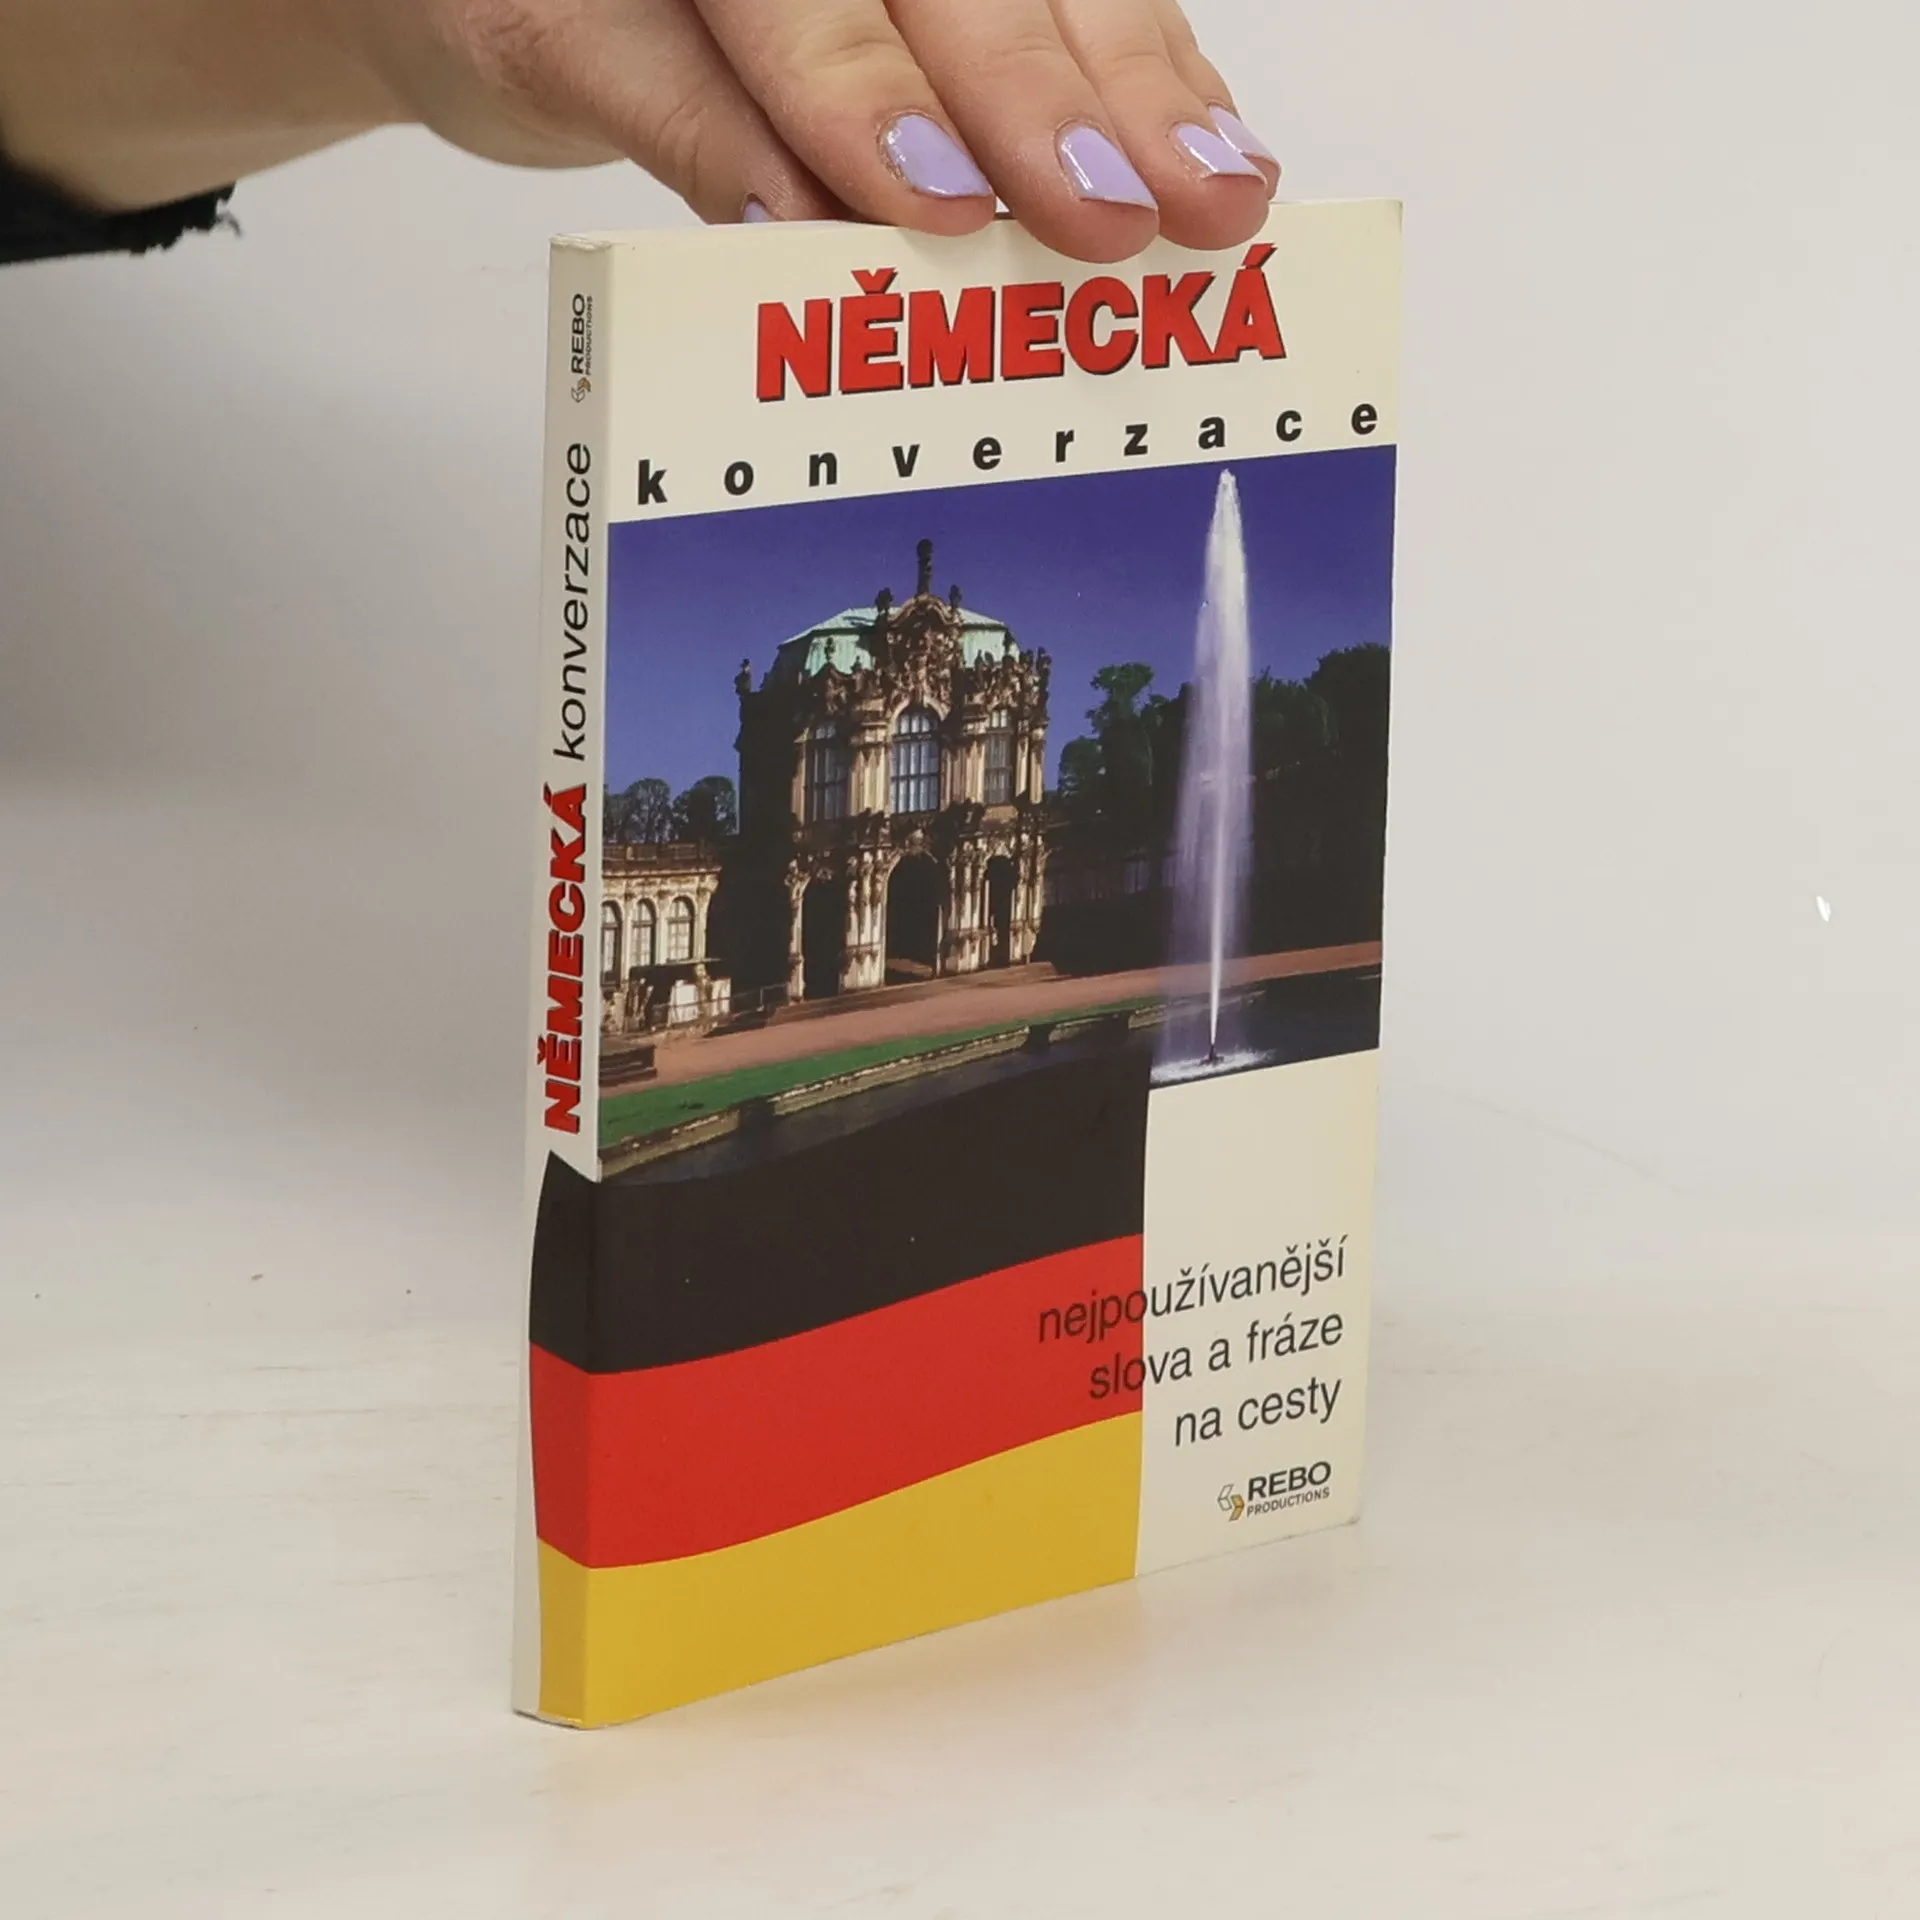 NĚMECKÁ
konverzace
nejpoužívanější
slova a fráze
na cesty
REBO
PRODUCTIONS
NĚMECKÁ konverzace REBO
PRODUCTIONS